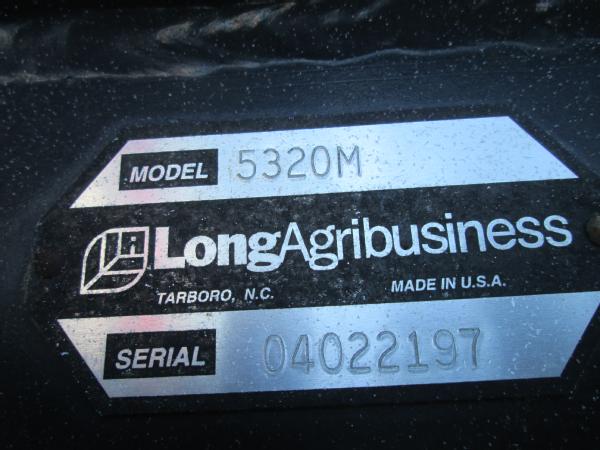 MODEL 5320M
LongAgribusiness
TARBORO, N.C. MADE IN U.S.A.
SERIAL 04022197